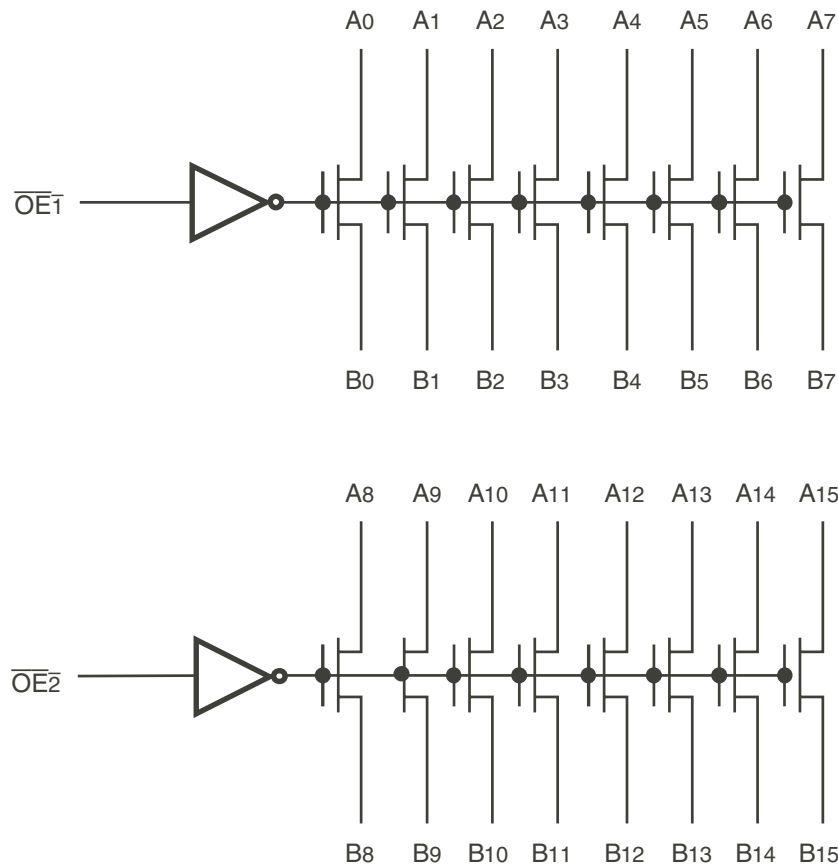 A0 A1 A2 A3 A4 A5 A6 A7
OE1
B0 B1 B2 B3 B4 B5 B6 B7
A8 A9 A10 A11 A12 A13 A14 A15
OE2
B8 B9 B10 B11 B12 B13 B14 B15